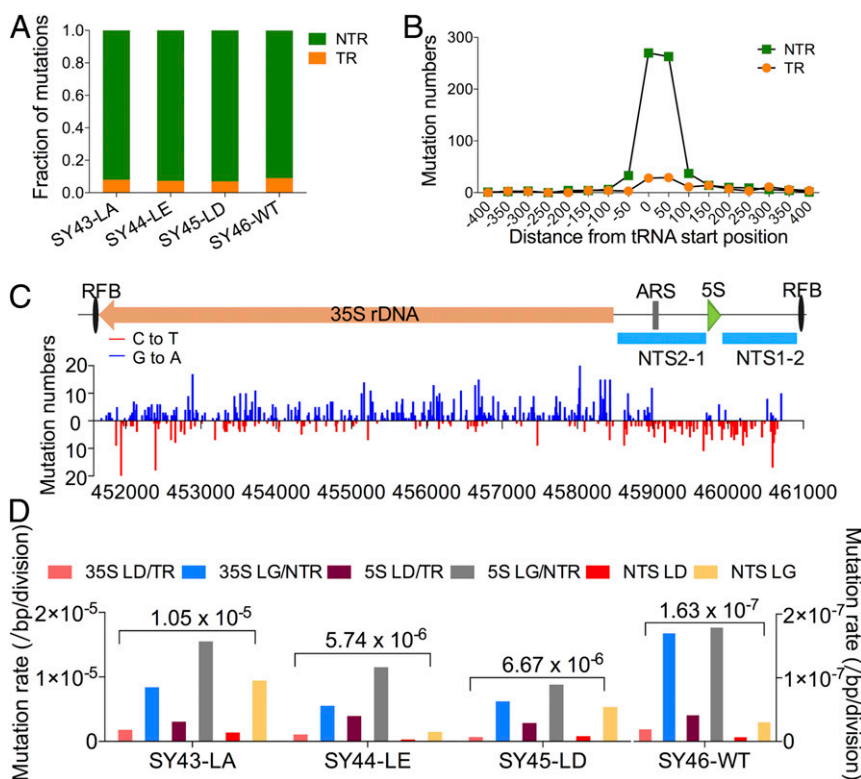 A
Fraction of mutations
1.0
0.8
0.6
0.4
0.2
0.0
NTR
TR
SY43-LA
SY44-LE
SY45-LD
SY46-WT
B
Mutation numbers
300
200
100
0
NTR
TR
-400 -350 -300 -250 -200 -150 -100 -50 0 50 100 150 200 250 300 350 400
Distance from tRNA start position
C
RFB
35S rDNA
ARS
5S
RFB
NTS2-1
NTS1-2
C to T
G to A
Mutation numbers
20
10
0
10
20
452000 453000 454000 455000 456000 457000 458000 459000 460000 461000
D
35S LD/TR 35S LG/NTR 5S LD/TR 5S LG/NTR NTS LD NTS LG
Mutation rate (/bp/division)
2×10-5
1×10-5
0
1.05 x 10-5
5.74 x 10-6
6.67 x 10-6
1.63 x 10-7
2×10-7
1×10-7
0
Mutation rate (/bp/division)
SY43-LA SY44-LE SY45-LD SY46-WT